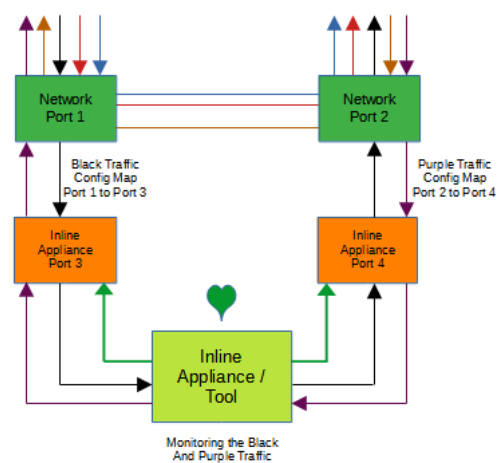 Network
Port 1
Network
Port 2
Black Traffic
Config Map
Port 1 to Port 3
Purple Traffic
Config Map
Port 2 to Port 4
Inline
Appliance
Port 3
Inline
Appliance
Port 4
Inline
Appliance /
Tool
Monitoring the Black
And Purple Traffic